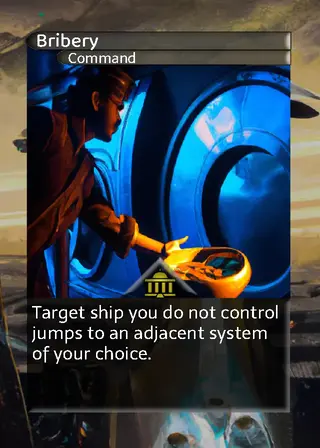 Bribery
Command
Target ship you do not control
jumps to an adjacent system
of your choice.